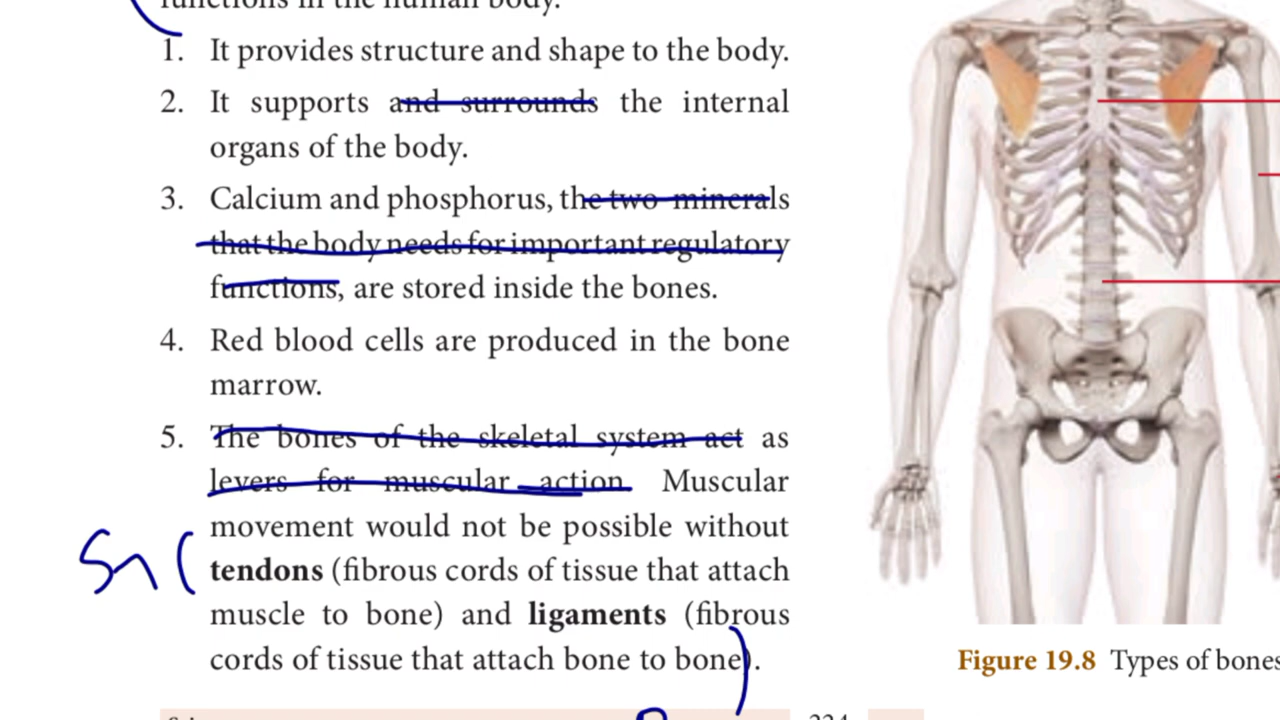 functions in the human body.
1. It provides structure and shape to the body.
2. It supports and surrounds the internal
organs of the body.
3. Calcium and phosphorus, the two minerals
that the body needs for important regulatory
functions, are stored inside the bones.
4. Red blood cells are produced in the bone
marrow.
5. The bones of the skeletal system act as
levers for muscular action. Muscular
movement would not be possible without
tendons (fibrous cords of tissue that attach
muscle to bone) and ligaments (fibrous
cords of tissue that attach bone to bone).
Figure 19.8 Types of bones